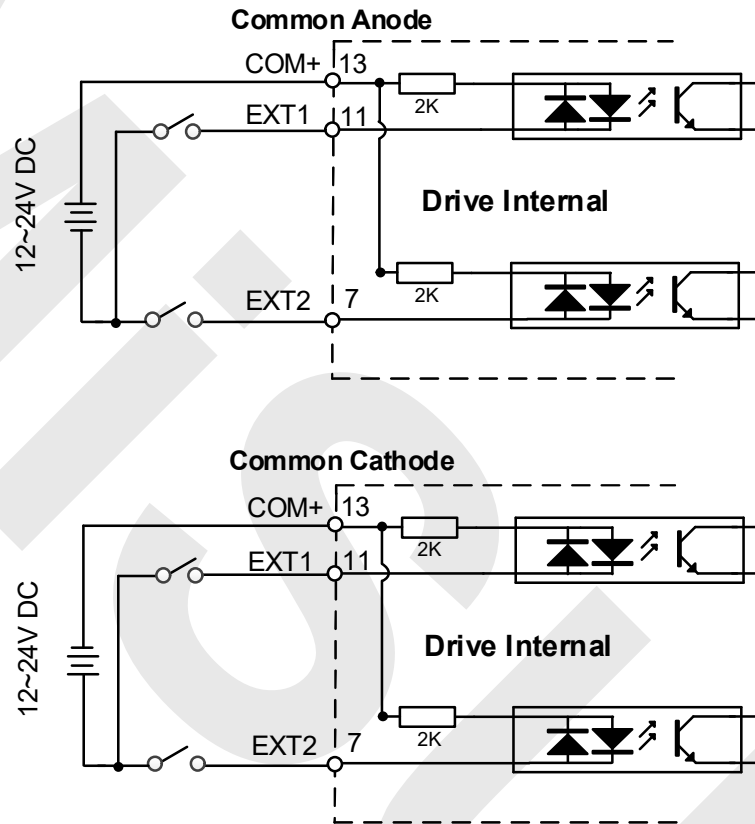 Common Anode
COM+ 13
2K
EXT1 11
12~24V DC
Drive Internal
2K
EXT2 7
Common Cathode
COM+ 13
2K
EXT1 11
12~24V DC
Drive Internal
2K
EXT2 7